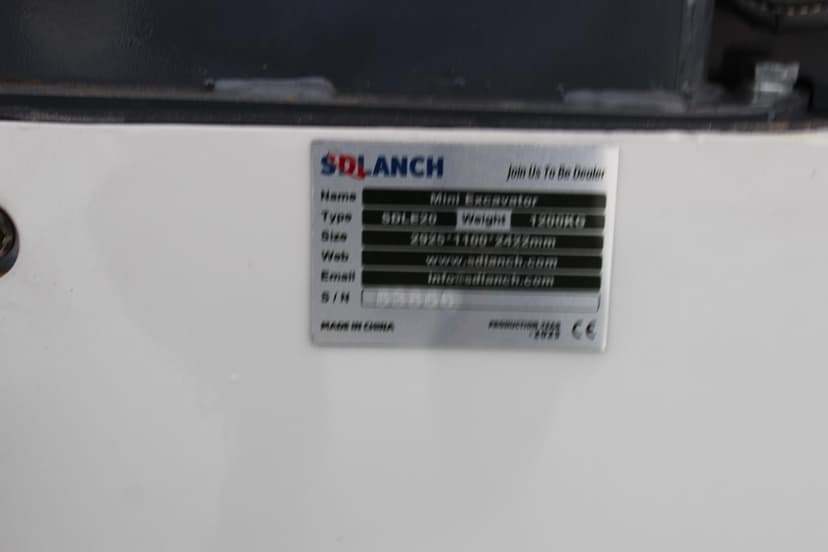 SDLANCH Join Us To Be Dealer
Name Mini Excavator
Type SDLE20 Weight 1200KG
Size 2925*1100*2422mm
Web www.sdlanch.com
Email info@sdlanch.com
S/N
MADE IN CHINA PRODUCTION CE